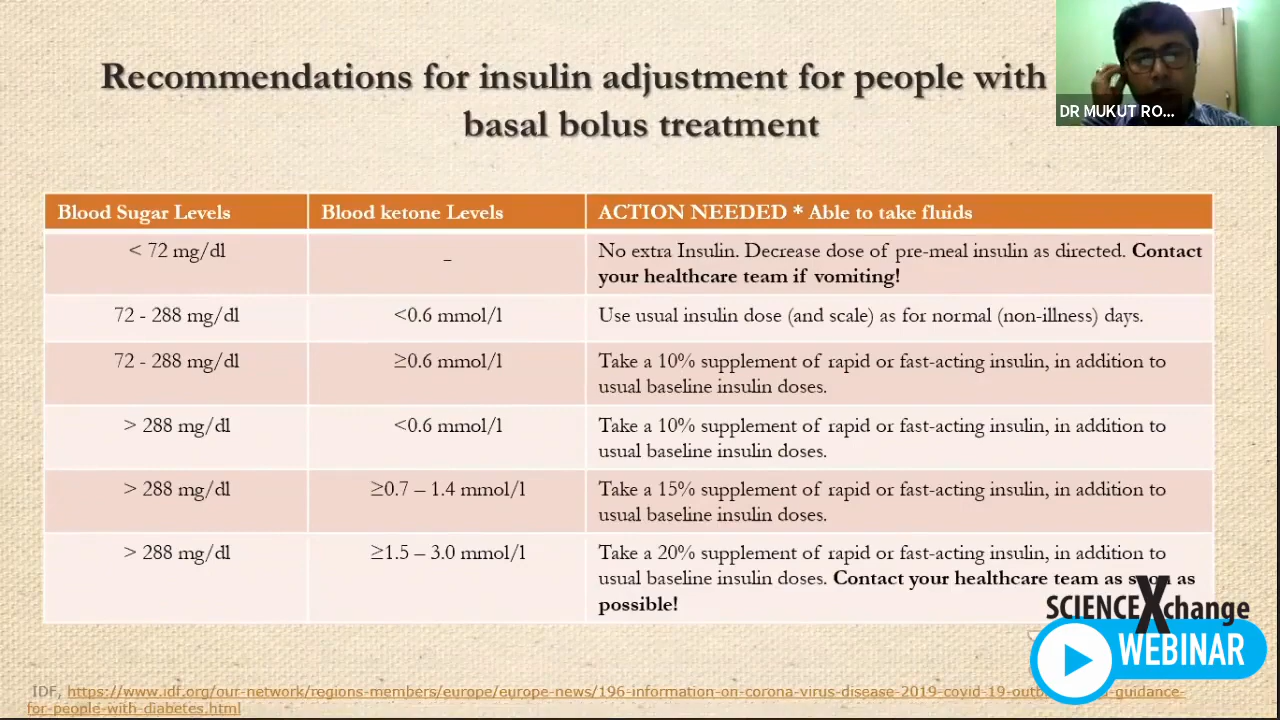 Recommendations for insulin adjustment for people with
basal bolus treatment
DR MUKUT RO...
Blood Sugar Levels Blood ketone Levels ACTION NEEDED * Able to take fluids
< 72 mg/dl – No extra Insulin. Decrease dose of pre-meal insulin as directed. Contact
your healthcare team if vomiting!
72 - 288 mg/dl <0.6 mmol/l Use usual insulin dose (and scale) as for normal (non-illness) days.
72 - 288 mg/dl ≥0.6 mmol/l Take a 10% supplement of rapid or fast-acting insulin, in addition to
usual baseline insulin doses.
> 288 mg/dl <0.6 mmol/l Take a 10% supplement of rapid or fast-acting insulin, in addition to
usual baseline insulin doses.
> 288 mg/dl ≥0.7 – 1.4 mmol/l Take a 15% supplement of rapid or fast-acting insulin, in addition to
usual baseline insulin doses.
> 288 mg/dl ≥1.5 – 3.0 mmol/l Take a 20% supplement of rapid or fast-acting insulin, in addition to
usual baseline insulin doses. Contact your healthcare team as soon as
possible!
SCIENCEXchange
WEBINAR
IDF, https://www.idf.org/our-network/regions-members/europe/europe-news/196-information-on-corona-virus-disease-2019-covid-19-outb guidance-
for-people-with-diabetes.html